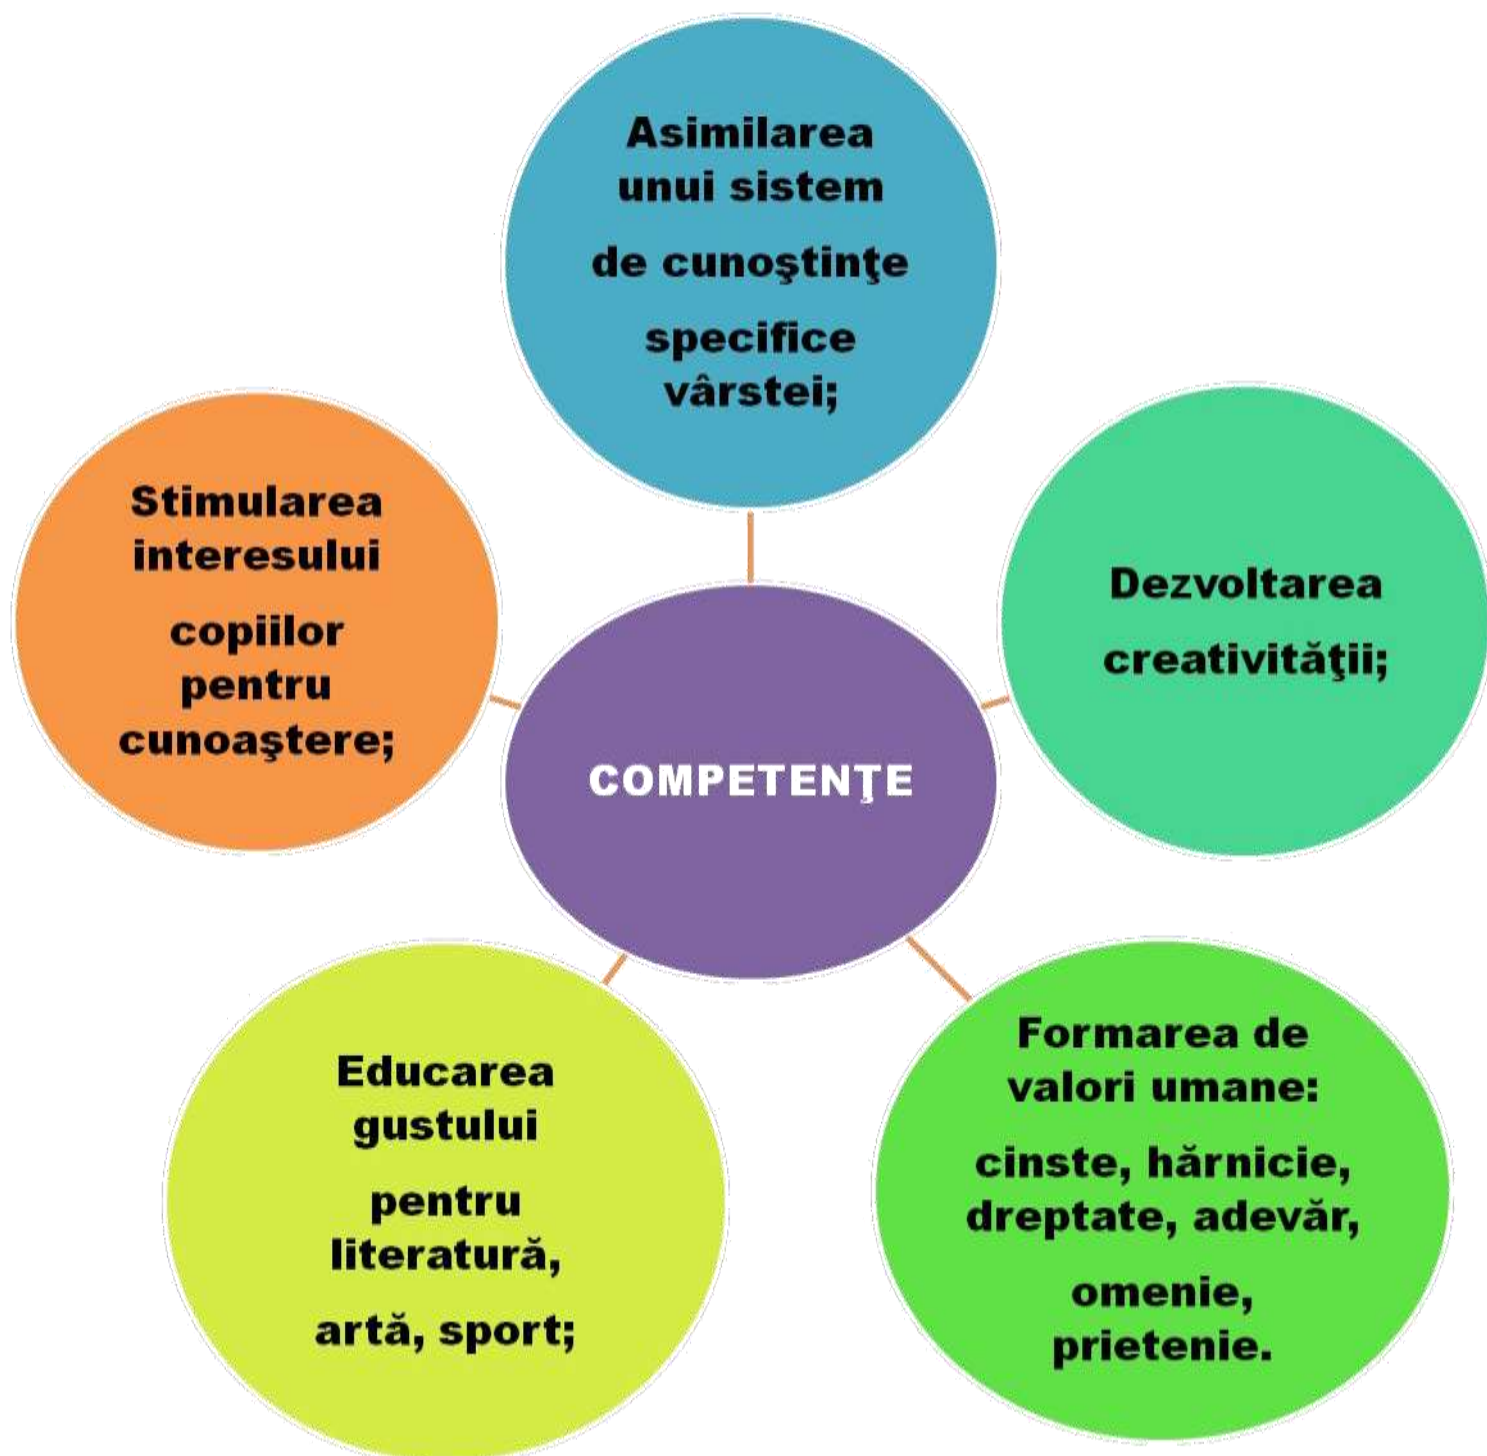 Asimilarea
unui sistem
de cunoştinţe
specifice
vârstei;
Stimularea
interesului
copiilor
pentru
cunoaştere;
Dezvoltarea
creativităţii;
COMPETENŢE
Educarea
gustului
pentru
literatură,
artă, sport;
Formarea de
valori umane:
cinste, hărnicie,
dreptate, adevăr,
omenie,
prietenie.